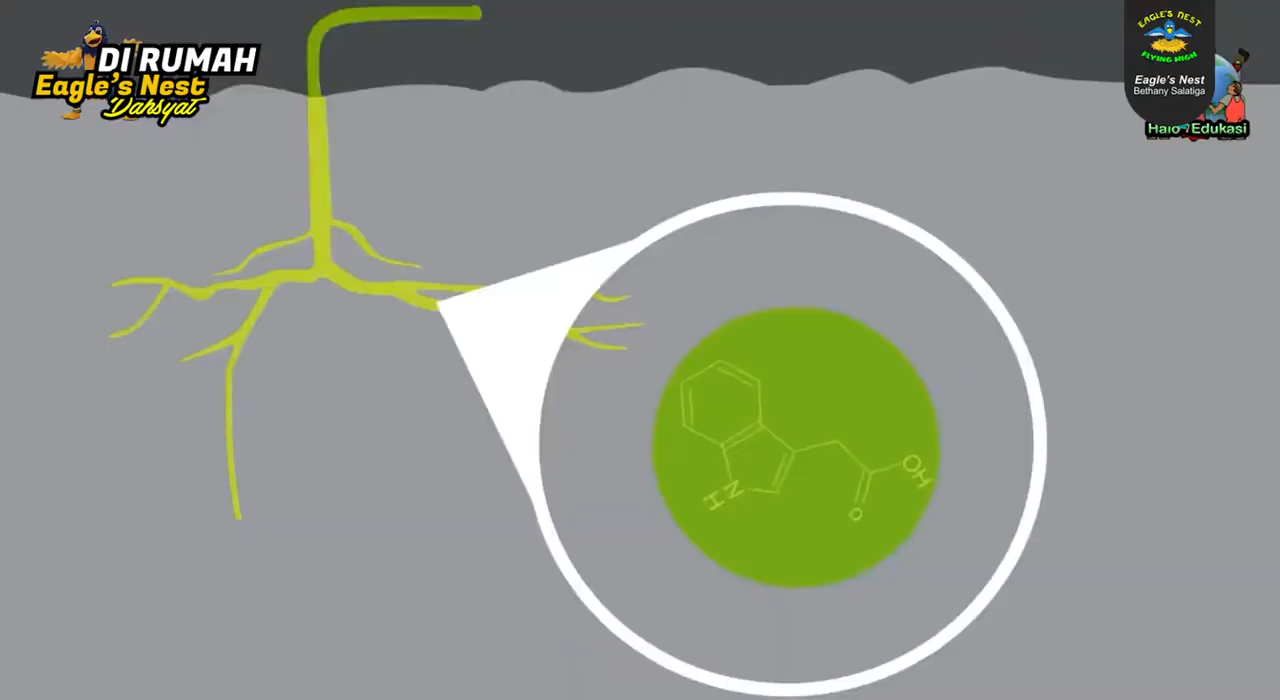 DI RUMAH
Eagle's Nest
Dahsyat
EAGLE'S NEST
FLYING HIGH
Eagle's Nest
Bethany Salatiga
Halo Edukasi
HN
O
OH